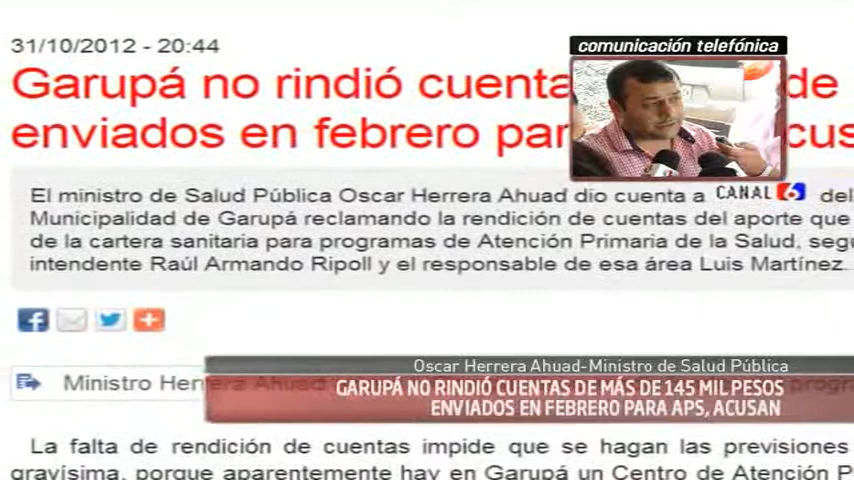 31/10/2012 - 20:44
comunicación telefónica
Garupá no rindió de
enviados en febrero
El ministro de Salud Pública Oscar Herrera Ahuad dio cuenta a CANAL 6 del
Municipalidad de Garupá reclamando la rendición de cuentas del aporte que
de la cartera sanitaria para programas de Atención Primaria de la Salud,
intendente Raúl Armando Ripoll y el responsable de esa área Luis Martínez.
Oscar Herrera Ahuad-Ministro de Salud Pública
Ministro
GARUPÁ NO RINDIÓ CUENTAS DE MÁS DE 145 MIL PESOS
ENVIADOS EN FEBRERO PARA APS, ACUSAN
La falta de rendición de cuentas impide que se hagan las previsiones
gravísima, porque aparentemente hay en Garupá un Centro de Atención